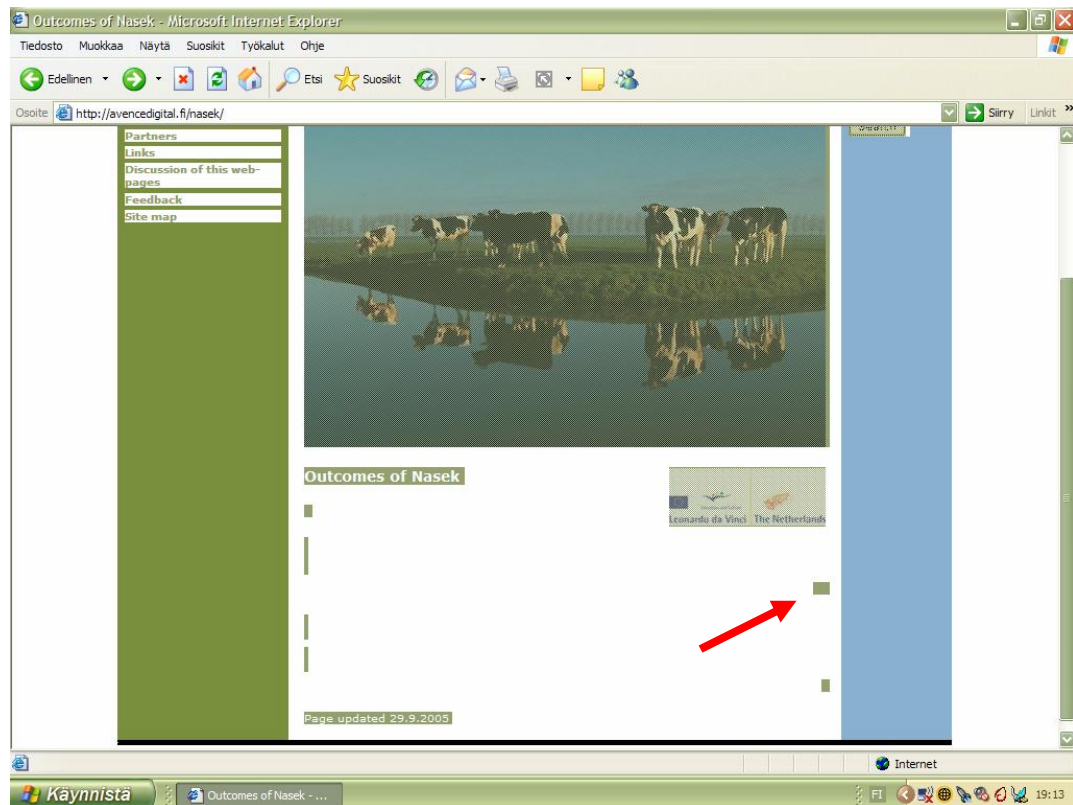 Outcomes of Nasek - Microsoft Internet Explorer
Tiedosto Muokkaa Näytä Suosikit Työkalut Ohje
Edellinen Etsi Suosikit
Osoite http://avencedigital.fi/nasek/ Siirry Linkit »
Partners
Links
Discussion of this web-
pages
Feedback
Site map
Search
Outcomes of Nasek
Leonardo da Vinci The Netherlands
Page updated 29.9.2005
Internet
Käynnistä Outcomes of Nasek - ... FI 19:13